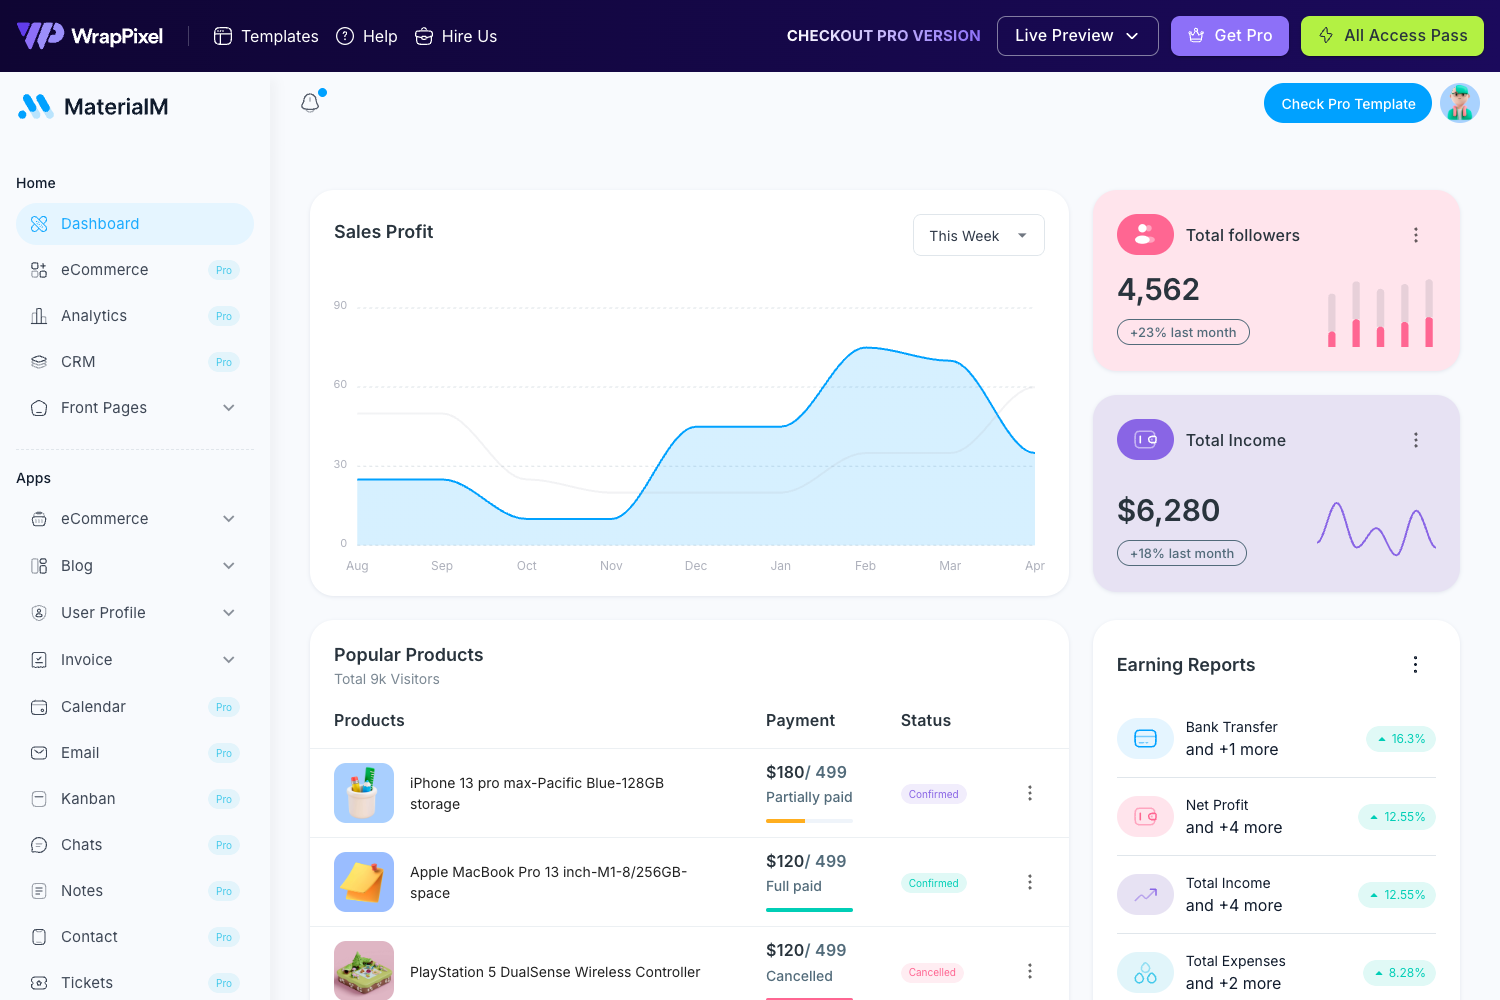 WrapPixel
Templates
Help
Hire Us
CHECKOUT PRO VERSION
Live Preview
Get Pro
All Access Pass
MaterialM
Check Pro Template
Home
Dashboard
eCommerce Pro
Analytics Pro
CRM Pro
Front Pages
Apps
eCommerce
Blog
User Profile
Invoice
Calendar Pro
Email Pro
Kanban Pro
Chats Pro
Notes Pro
Contact Pro
Tickets Pro
Sales Profit
This Week
90
60
30
0
Aug Sep Oct Nov Dec Jan Feb Mar Apr
Total followers
4,562
+23% last month
Total Income
$6,280
+18% last month
Popular Products
Total 9k Visitors
Products Payment Status
iPhone 13 pro max-Pacific Blue-128GB
storage
$180/ 499
Partially paid
Confirmed
Apple MacBook Pro 13 inch-M1-8/256GB-
space
$120/ 499
Full paid
Confirmed
PlayStation 5 DualSense Wireless Controller
$120/ 499
Cancelled
Cancelled
Earning Reports
Bank Transfer
and +1 more
16.3%
Net Profit
and +4 more
12.55%
Total Income
and +4 more
12.55%
Total Expenses
and +2 more
8.28%